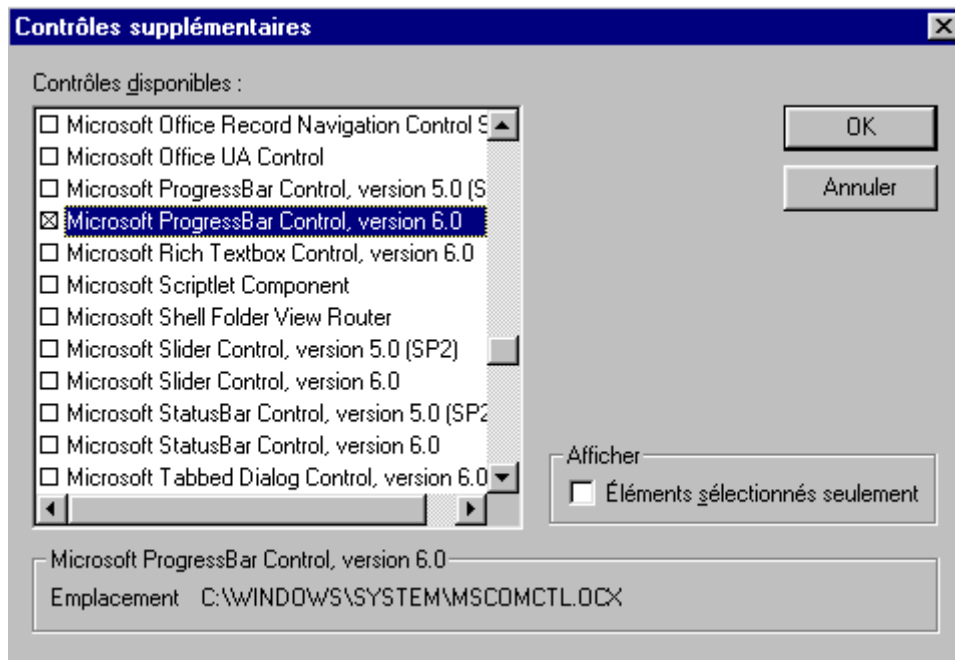 Contrôles supplémentaires
Contrôles disponibles :
Microsoft Office Record Navigation Control S
Microsoft Office UA Control
Microsoft ProgressBar Control, version 5.0 (S
Microsoft ProgressBar Control, version 6.0
Microsoft Rich Textbox Control, version 6.0
Microsoft Scriptlet Component
Microsoft Shell Folder View Router
Microsoft Slider Control, version 5.0 (SP2)
Microsoft Slider Control, version 6.0
Microsoft StatusBar Control, version 5.0 (SP2
Microsoft StatusBar Control, version 6.0
Microsoft Tabbed Dialog Control, version 6.0
OK
Annuler
Afficher
Éléments sélectionnés seulement
Microsoft ProgressBar Control, version 6.0
Emplacement C:\WINDOWS\SYSTEM\MSCOMCTL.OCX